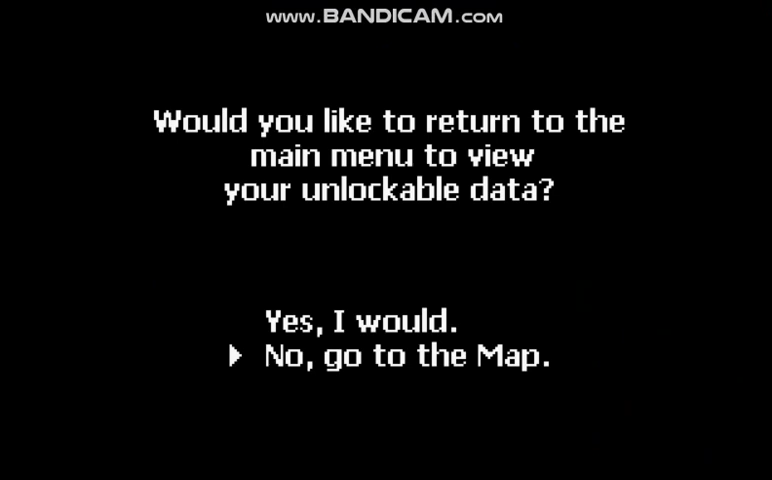 www.BANDICAM.com
Would you like to return to the
main menu to view
your unlockable data?
Yes, I would.
No, go to the Map.